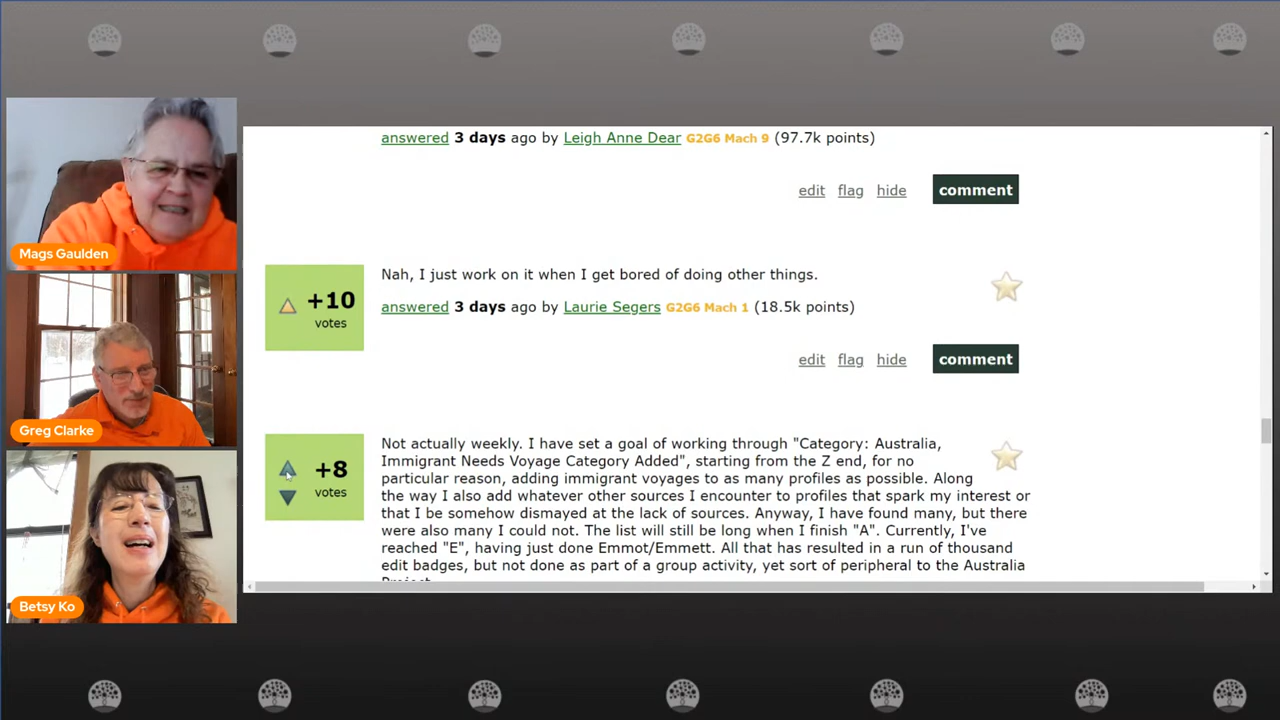 answered 3 days ago by Leigh Anne Dear G2G6 Mach 9 (97.7k points)
edit flag hide comment
Mags Gaulden
+10
votes
Nah, I just work on it when I get bored of doing other things.
answered 3 days ago by Laurie Segers G2G6 Mach 1 (18.5k points)
edit flag hide comment
Greg Clarke
+8
votes
Not actually weekly. I have set a goal of working through "Category: Australia,
Immigrant Needs Voyage Category Added", starting from the Z end, for no
particular reason, adding immigrant voyages to as many profiles as possible. Along
the way I also add whatever other sources I encounter to profiles that spark my interest or
that I be somehow dismayed at the lack of sources. Anyway, I have found many, but there
were also many I could not. The list will still be long when I finish "A". Currently, I've
reached "E", having just done Emmot/Emmett. All that has resulted in a run of thousand
edit badges, but not done as part of a group activity, yet sort of peripheral to the Australia
Betsy Ko